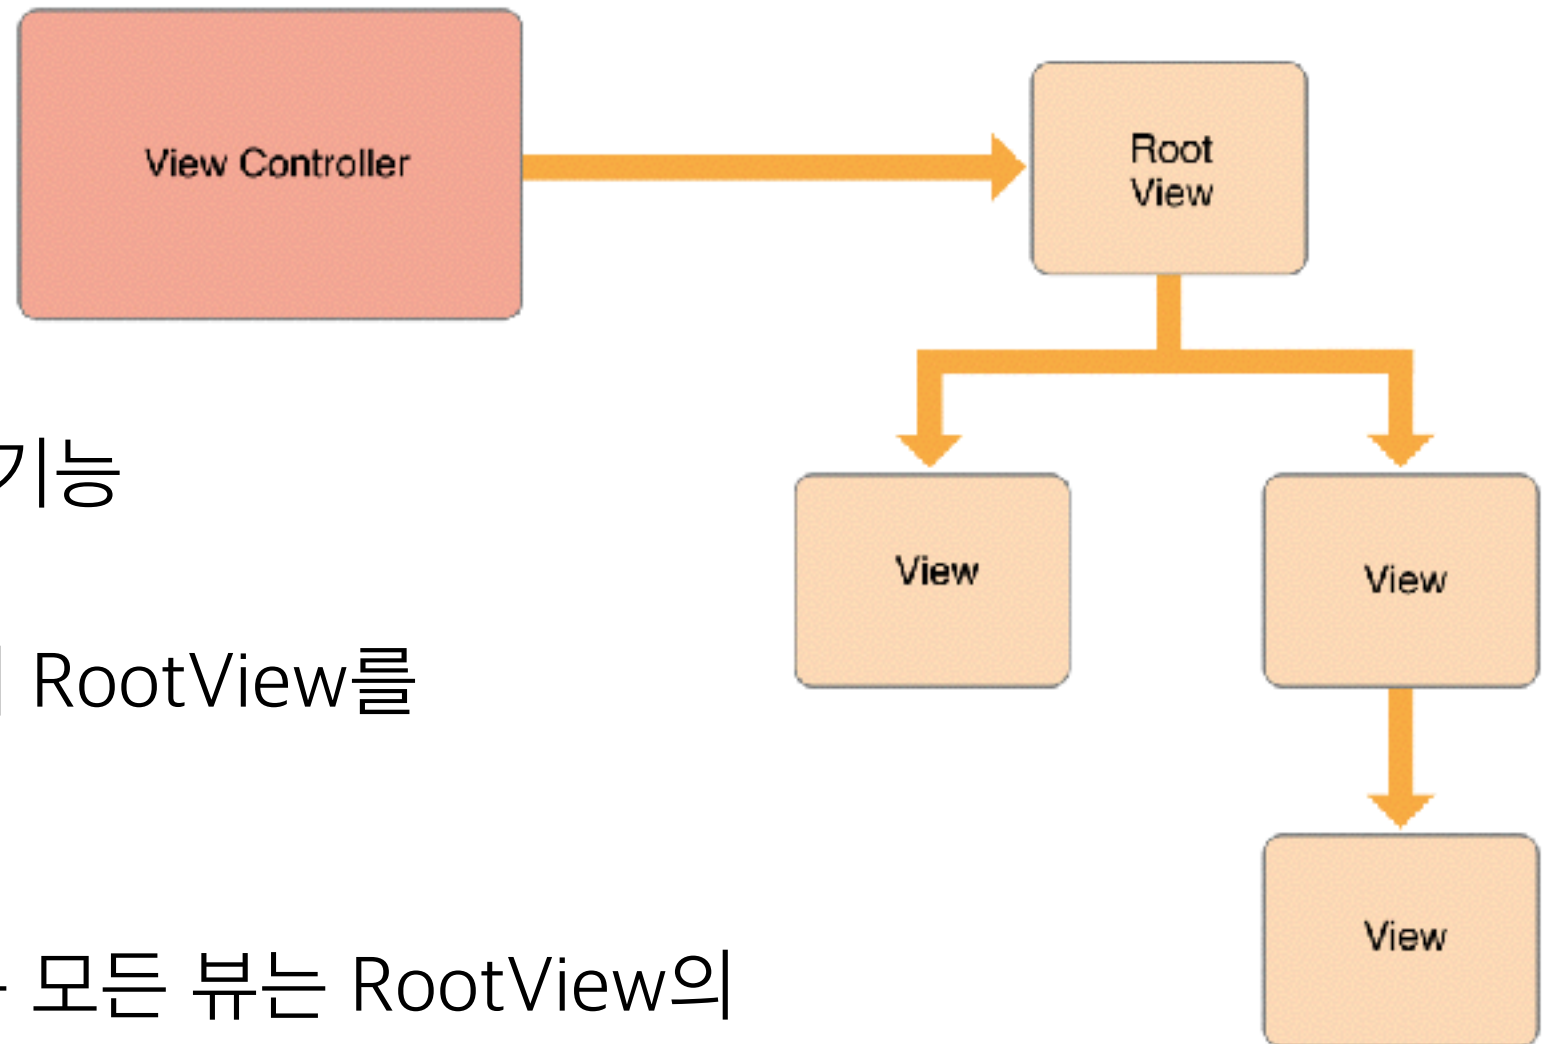 View Controller
Root
View
기능
RootView를
View
View
모든 뷰는 RootView의
View